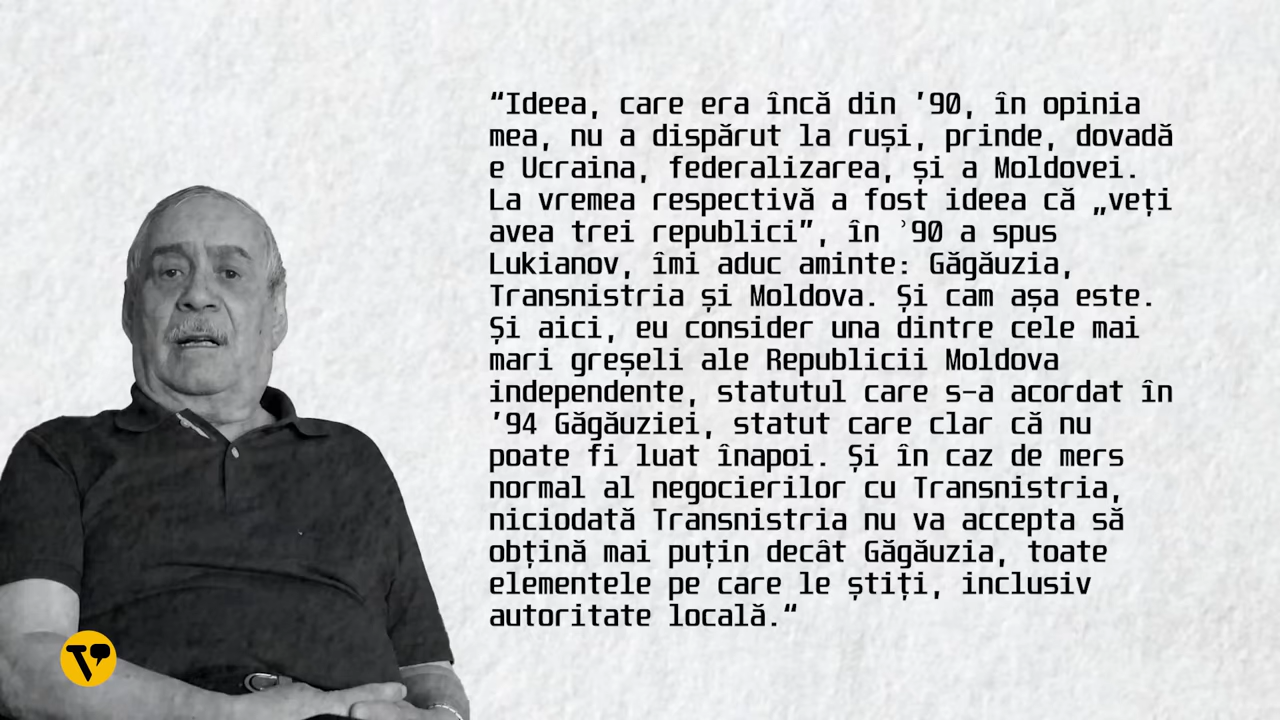 “Ideea, care era încă din ’90, în opinia
mea, nu a dispărut la ruși, prinde, dovadă
e Ucraina, federalizarea, și a Moldovei.
La vremea respectivă a fost ideea că „veți
avea trei republici”, în ʾ90 a spus
Lukianov, îmi aduc aminte: Găgăuzia,
Transnistria și Moldova. Și cam așa este.
Și aici, eu consider una dintre cele mai
mari greșeli ale Republicii Moldova
independente, statutul care s-a acordat în
’94 Găgăuziei, statut care clar că nu
poate fi luat înapoi. Și în caz de mers
normal al negocierilor cu Transnistria,
niciodată Transnistria nu va accepta să
obțină mai puțin decât Găgăuzia, toate
elementele pe care le știți, inclusiv
autoritate locală.“